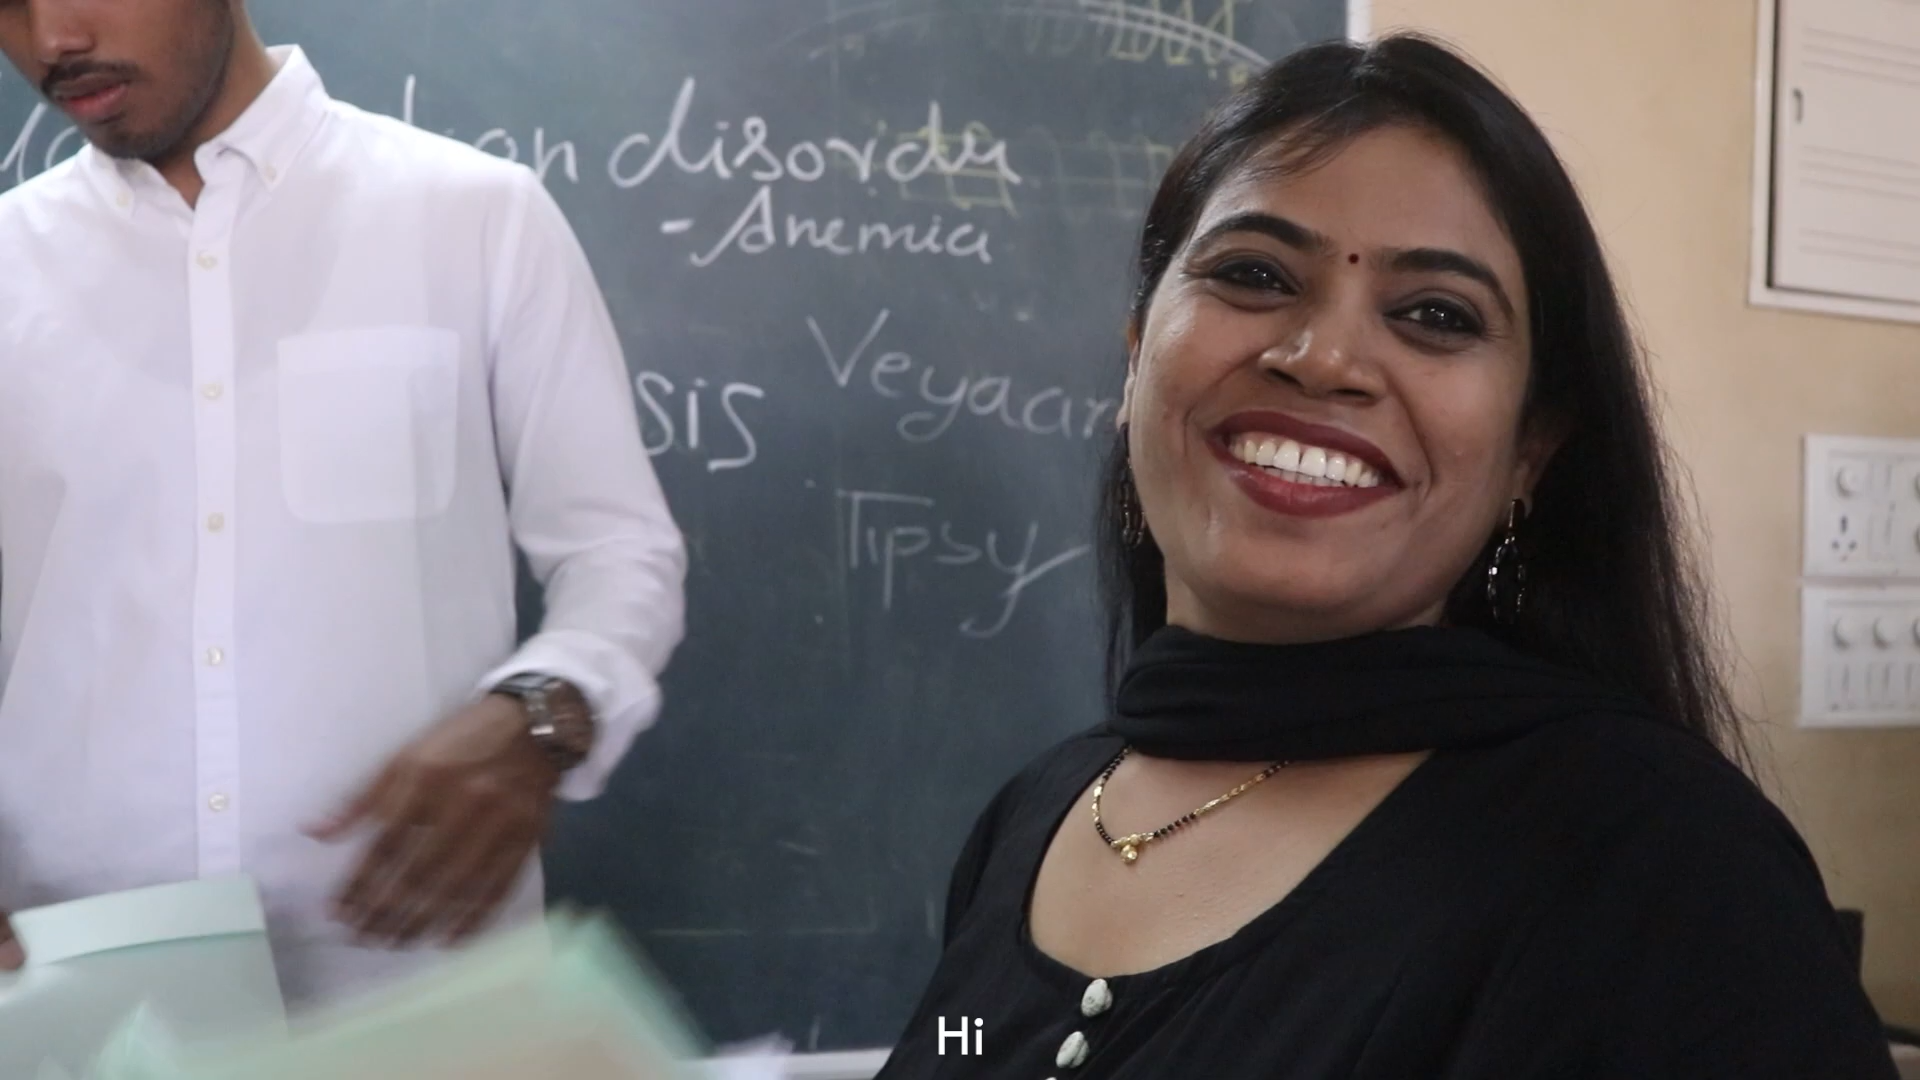 disorder
- Anemia
Veyaar
sis
Tipsy
Hi